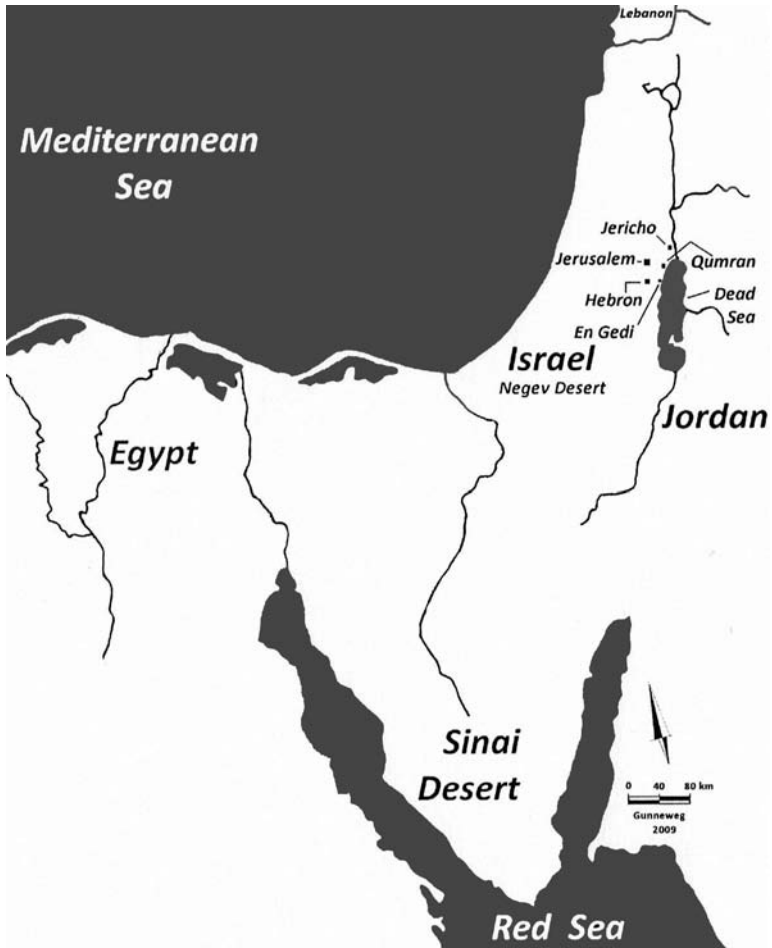 Lebanon
Mediterranean
Sea
Jericho
Jerusalem
Qumran
Hebron
Dead
Sea
En Gedi
Israel
Negev Desert
Jordan
Egypt
Sinai
Desert
0 40 80 km
Gunneweg
2009
Red Sea